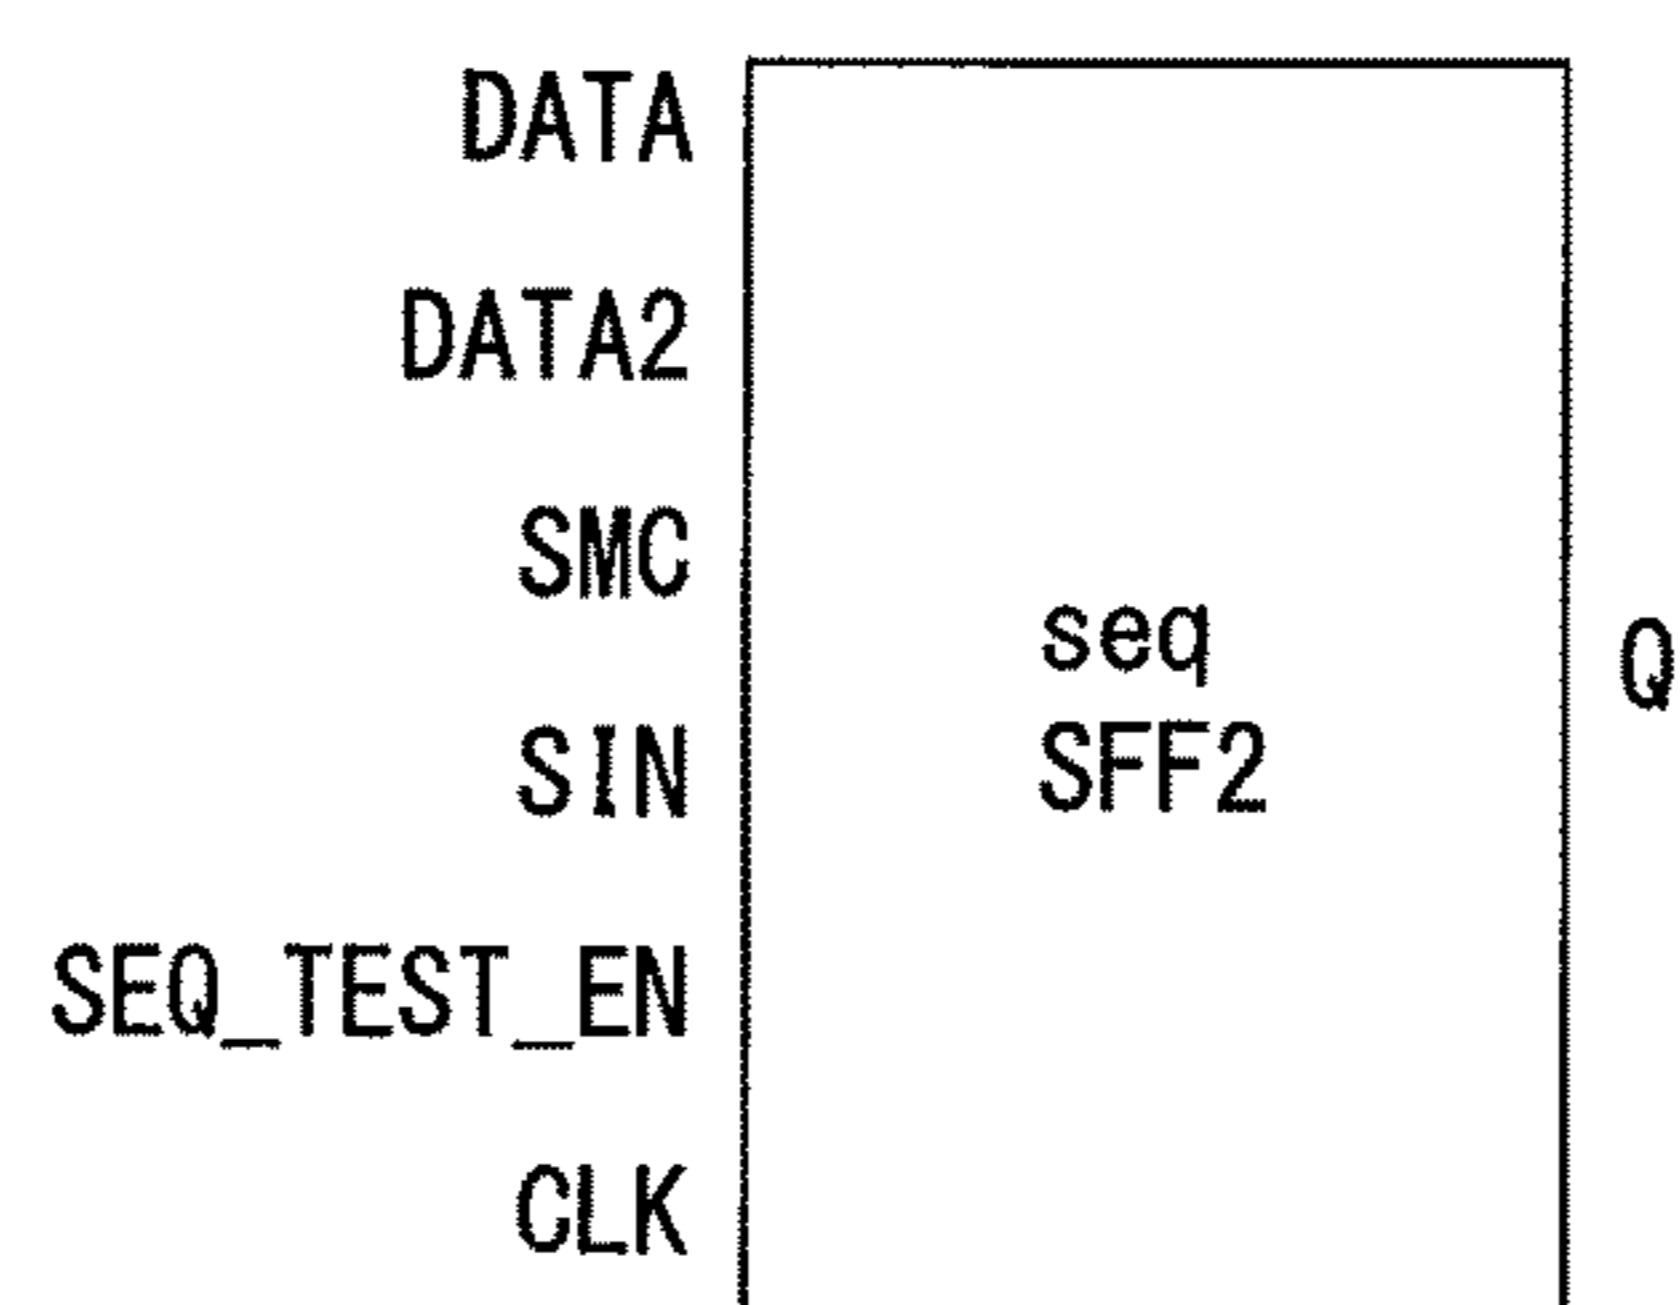 DATA
DATA2
SMC
SIN
SEQ_TEST_EN
CLK
seq
SFF2
Q